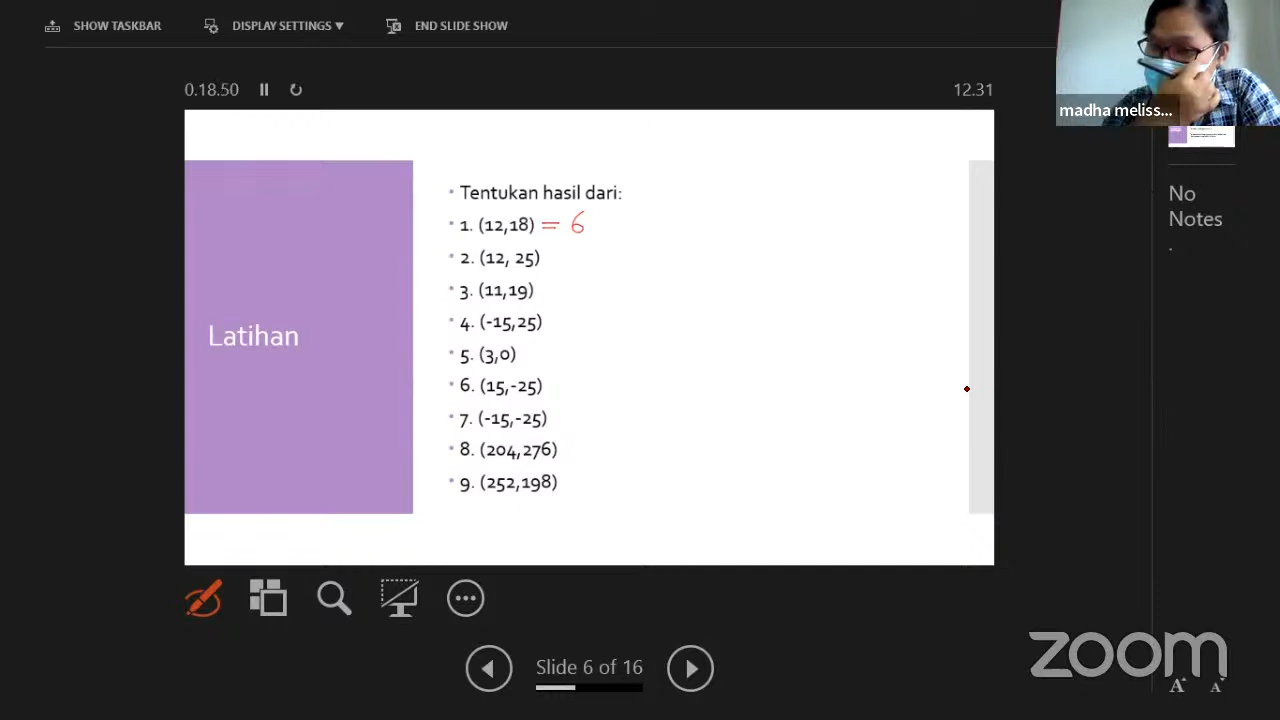 SHOW TASKBAR DISPLAY SETTINGS ▼ END SLIDE SHOW
0.18.50 12.31
madha meliss...
No
Notes
.
Latihan
• Tentukan hasil dari:
• 1. (12,18) = 6
• 2. (12, 25)
• 3. (11,19)
• 4. (-15,25)
• 5. (3,0)
• 6. (15,-25)
• 7. (-15,-25)
• 8. (204,276)
• 9. (252,198)
Slide 6 of 16
zoom
A A